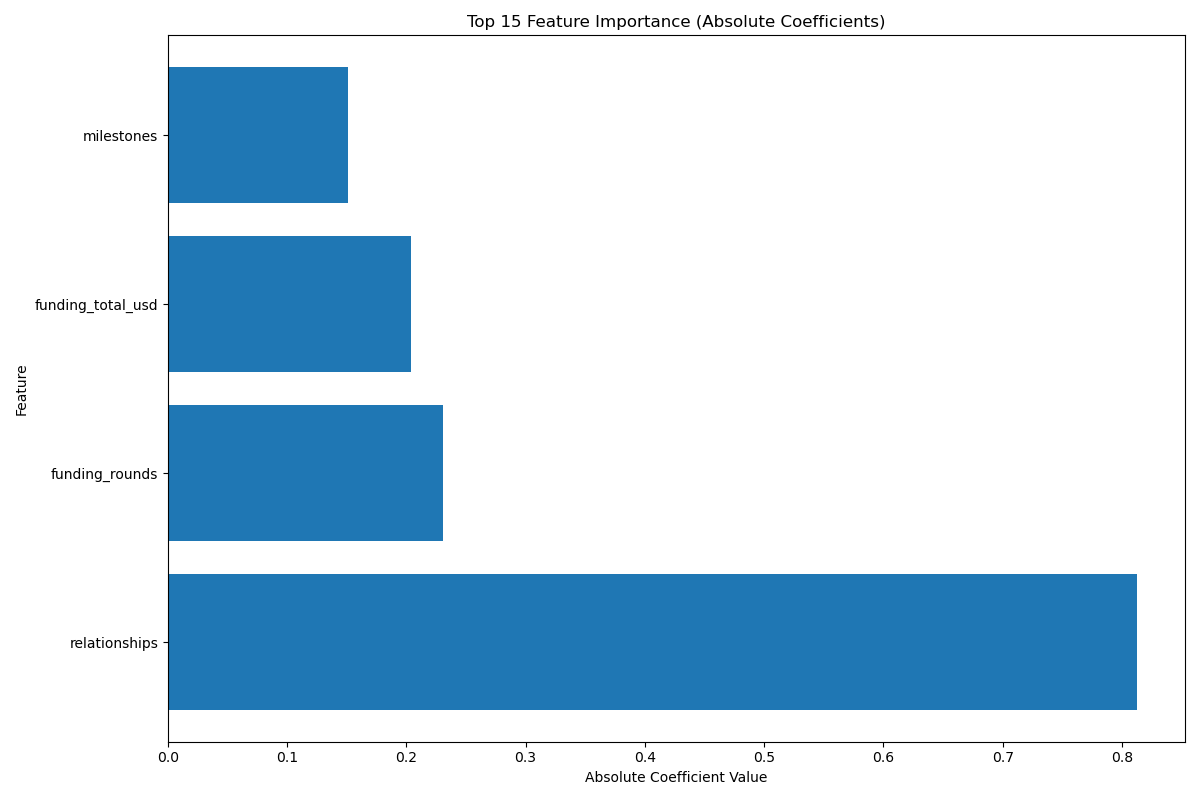 Top 15 Feature Importance (Absolute Coefficients)
milestones
funding_total_usd
Feature
funding_rounds
relationships
0.0 0.1 0.2 0.3 0.4 0.5 0.6 0.7 0.8
Absolute Coefficient Value